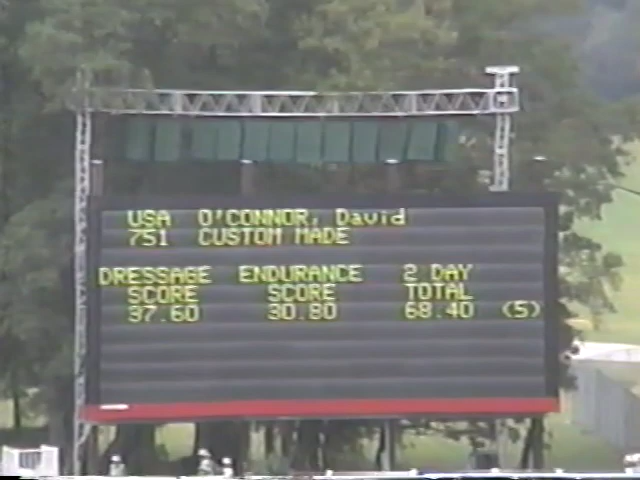 USA O'CONNOR, David
751 CUSTOM MADE
DRESSAGE ENDURANCE 2 DAY
SCORE SCORE TOTAL
37.60 30.80 68.40 (5)